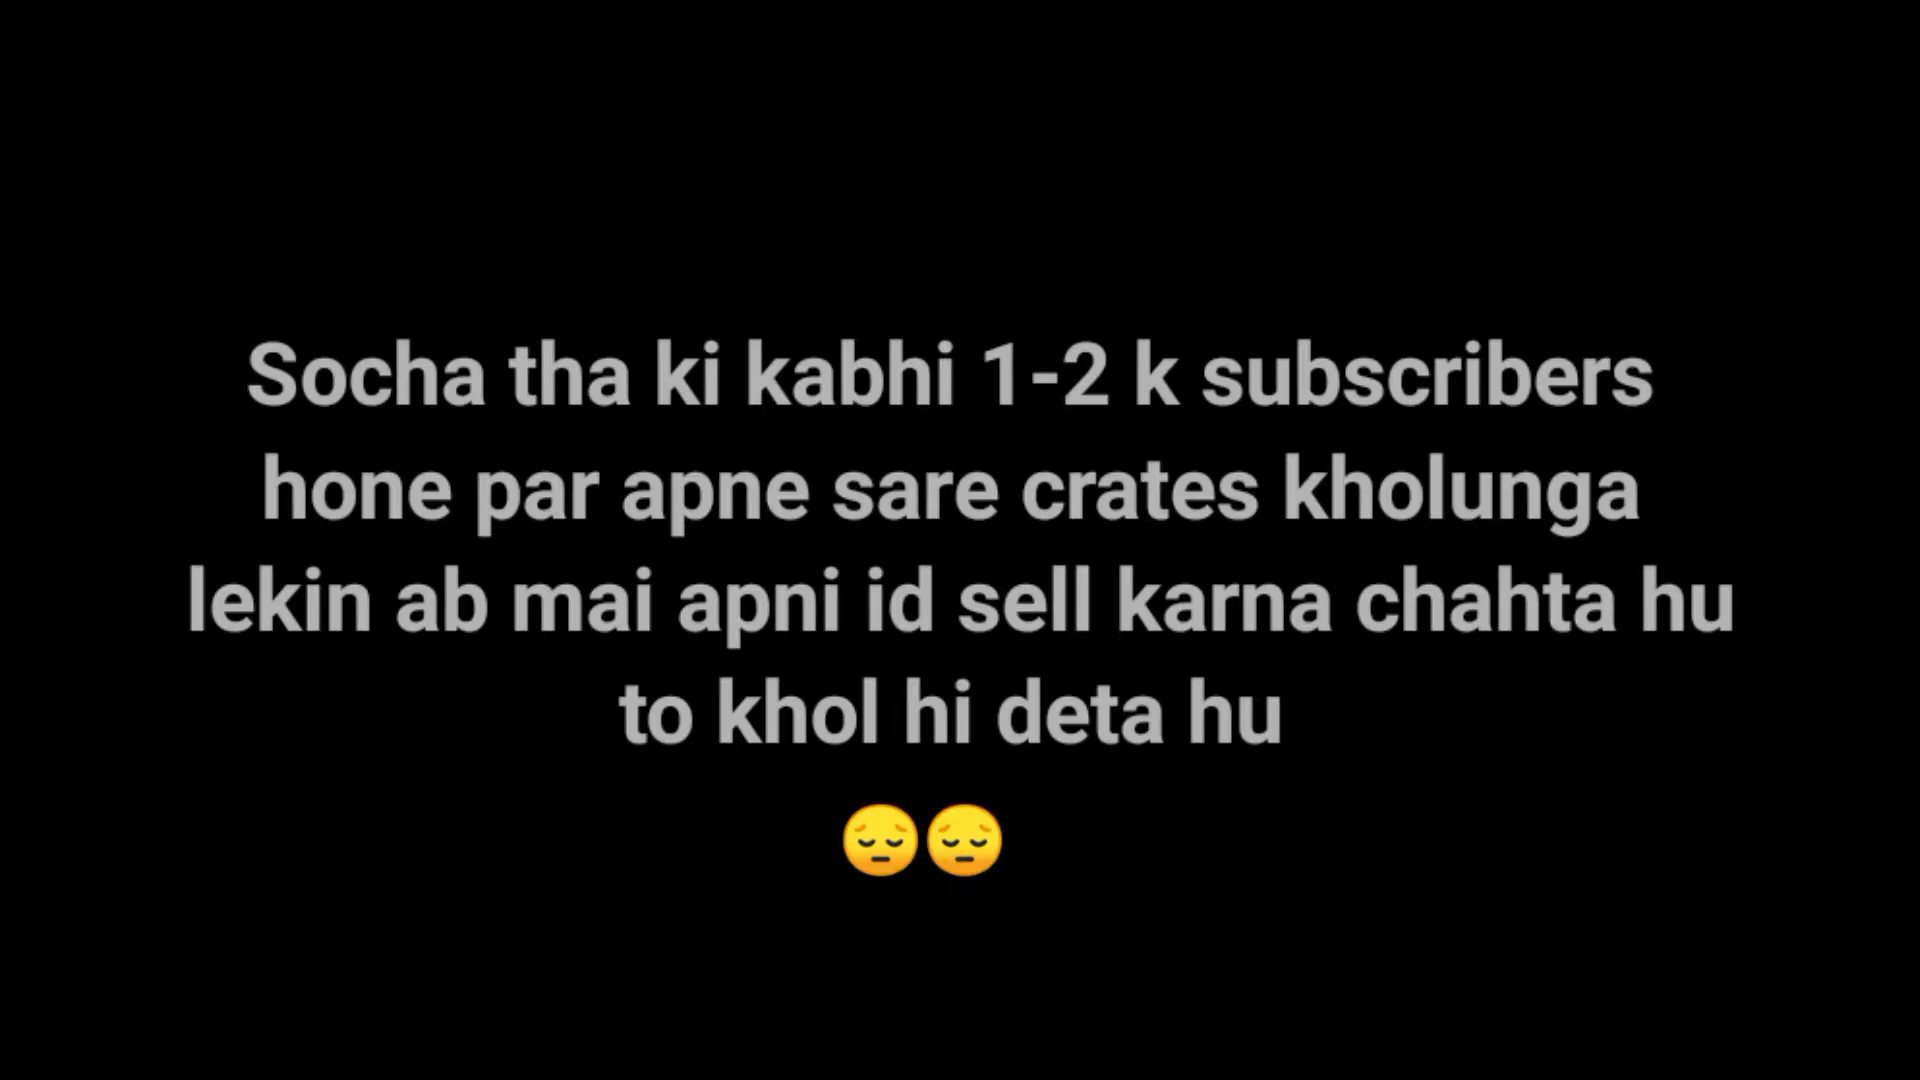 Socha tha ki kabhi 1-2 k subscribers
hone par apne sare crates kholunga
lekin ab mai apni id sell karna chahta hu
to khol hi deta hu
😔😔